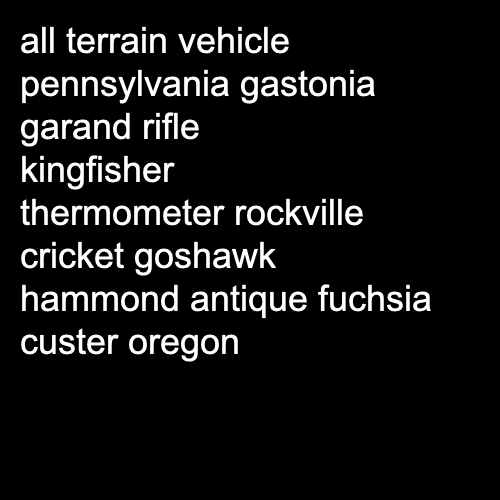 all terrain vehicle
pennsylvania gastonia
garand rifle
kingfisher
thermometer rockville
cricket goshawk
hammond antique fuchsia
custer oregon